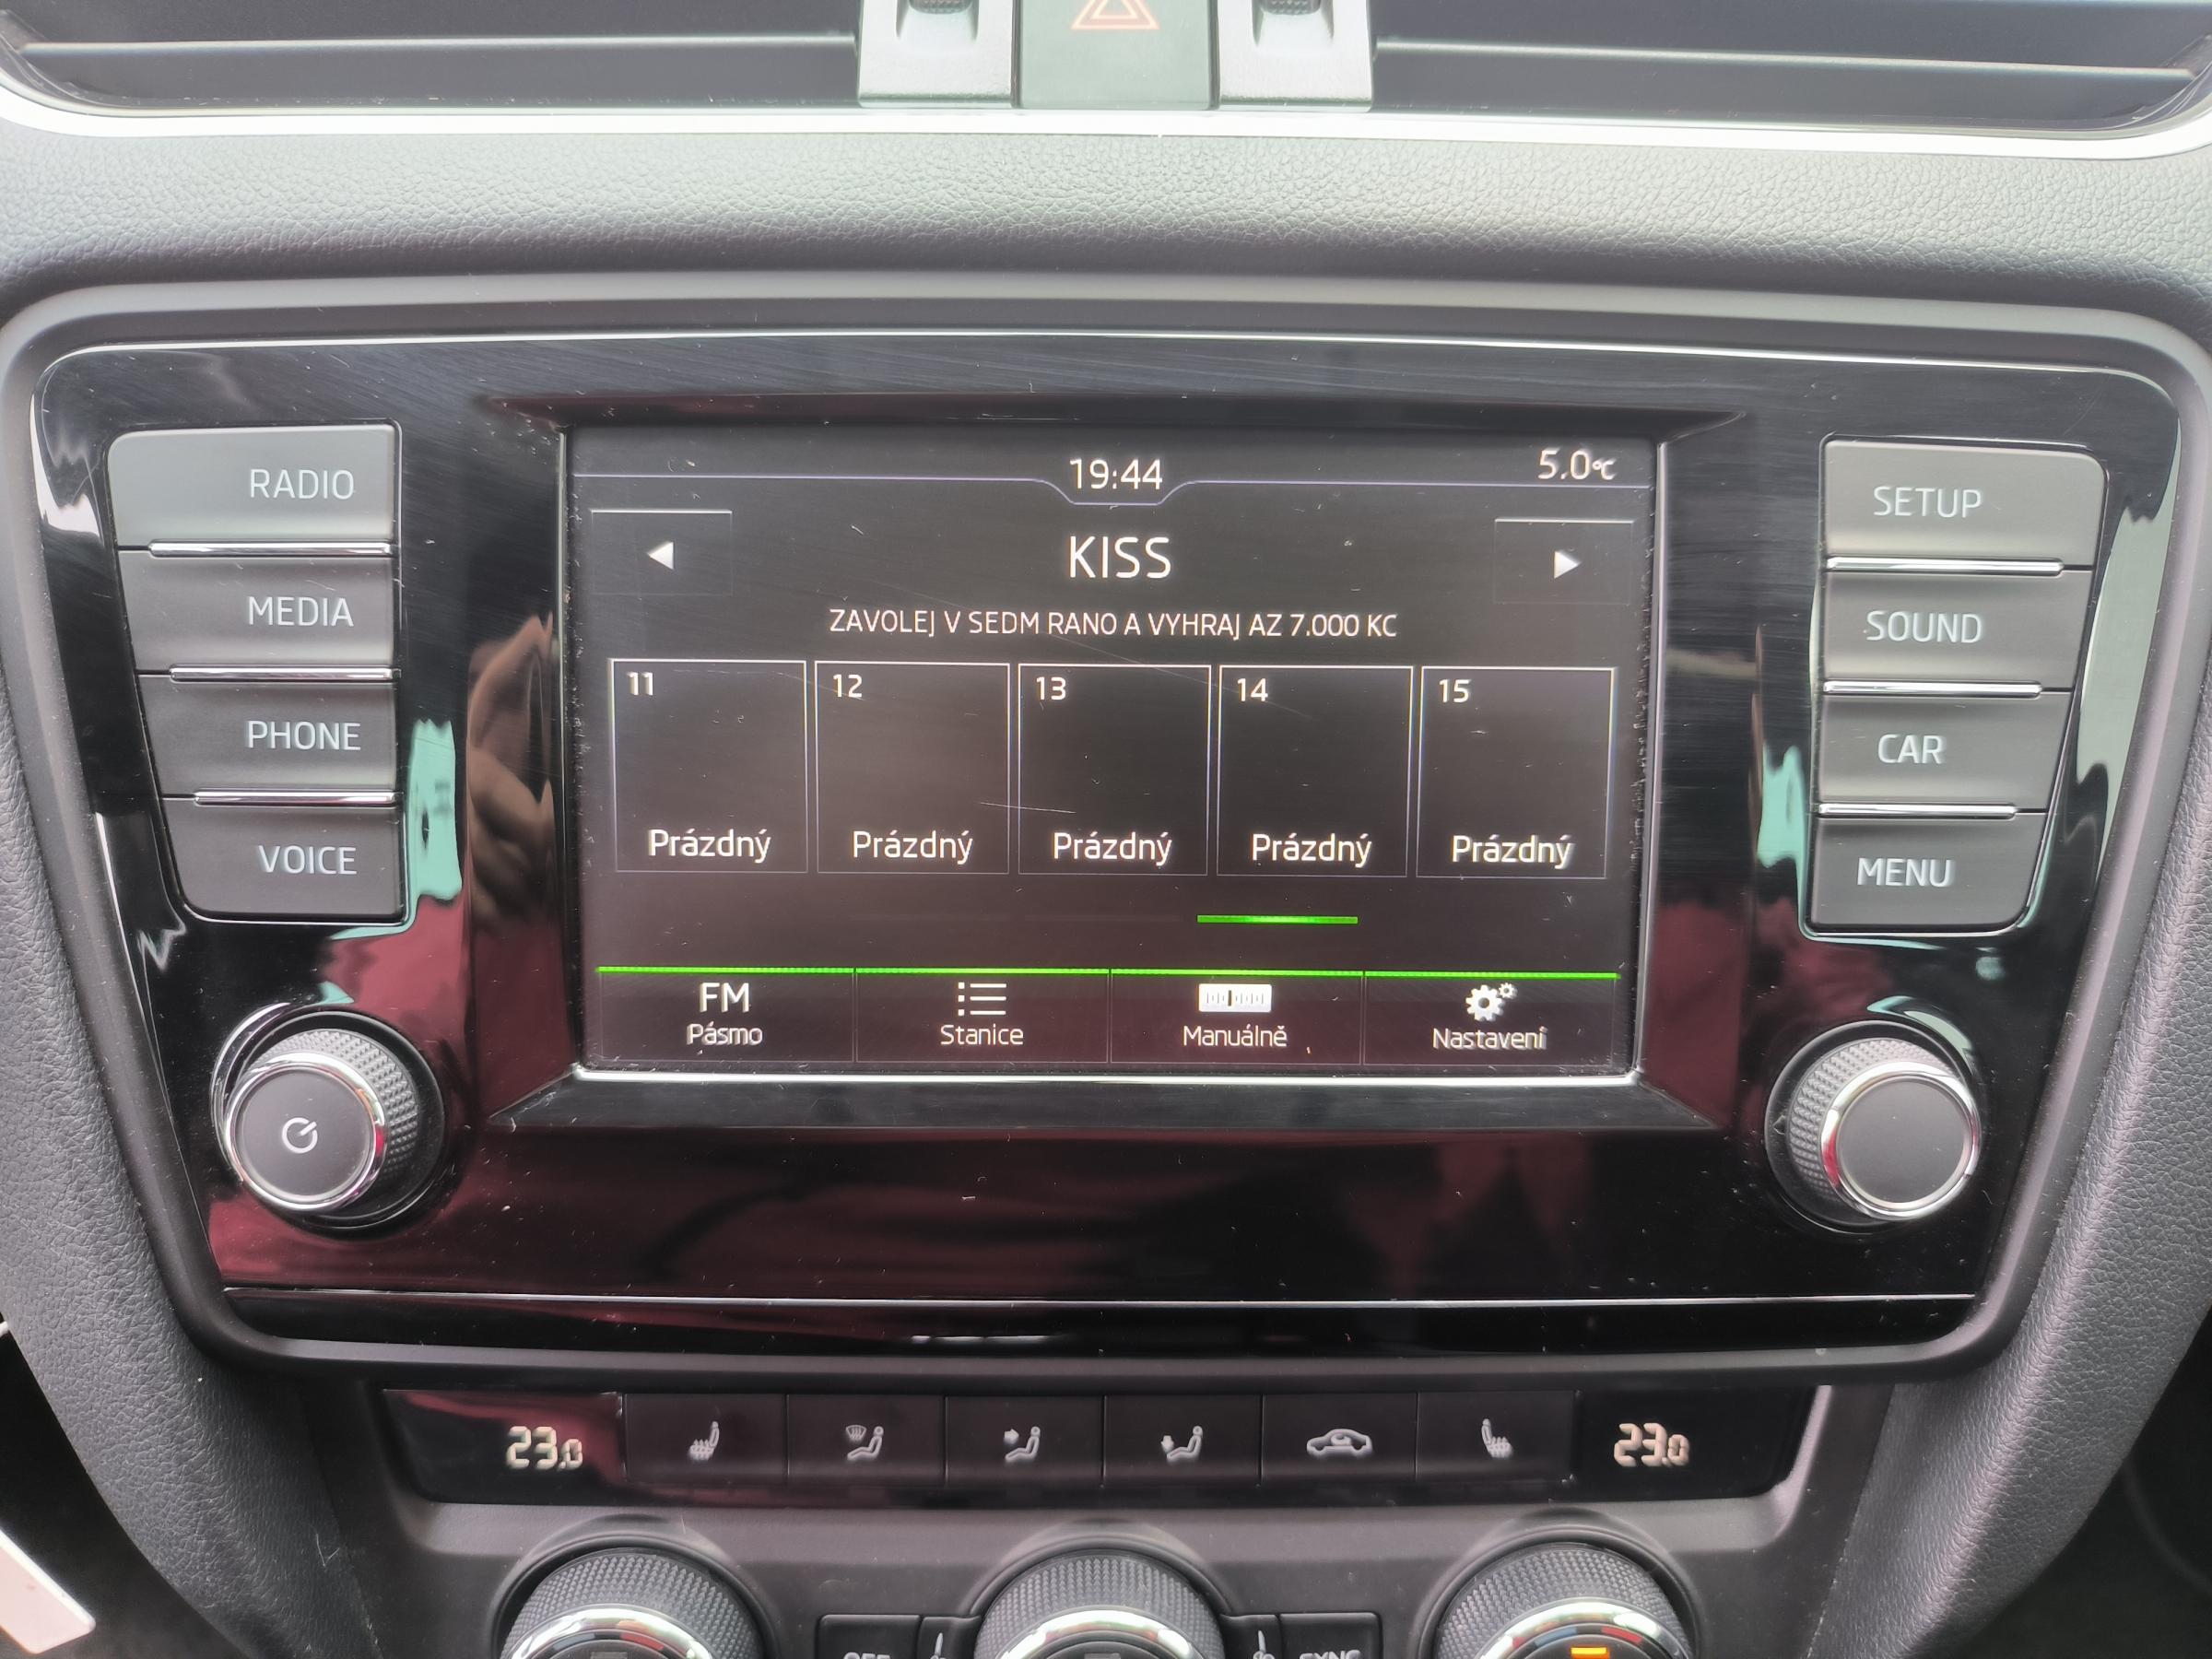 RADIO
MEDIA
PHONE
VOICE
19:44
5.0°C
KISS
ZAVOLEJ V SEDM RANO A VYHRAJ AZ 7.000 KC
11
12
13
14
15
Prázdný
Prázdný
Prázdný
Prázdný
Prázdný
FM
Pásmo
Stanice
Manuálně
Nastavení
SETUP
SOUND
CAR
MENU
23.0
23.0
OFF
SYNC